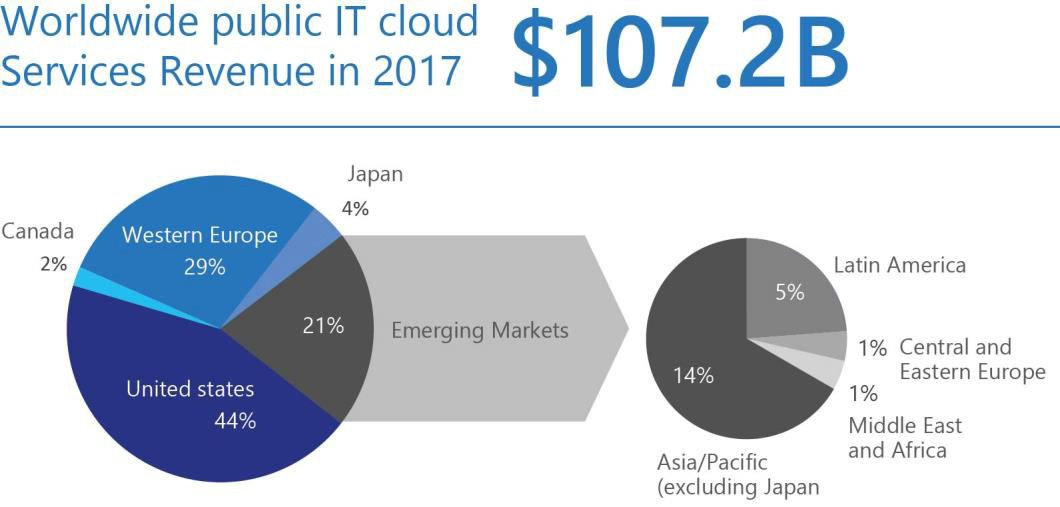 Worldwide public IT cloud
Services Revenue in 2017
$107.2B
Japan
4%
Canada
2%
Western Europe
29%
21%
Emerging Markets
United states
44%
Latin America
5%
1%
Central and
Eastern Europe
14%
1%
Middle East
and Africa
Asia/Pacific
(excluding Japan